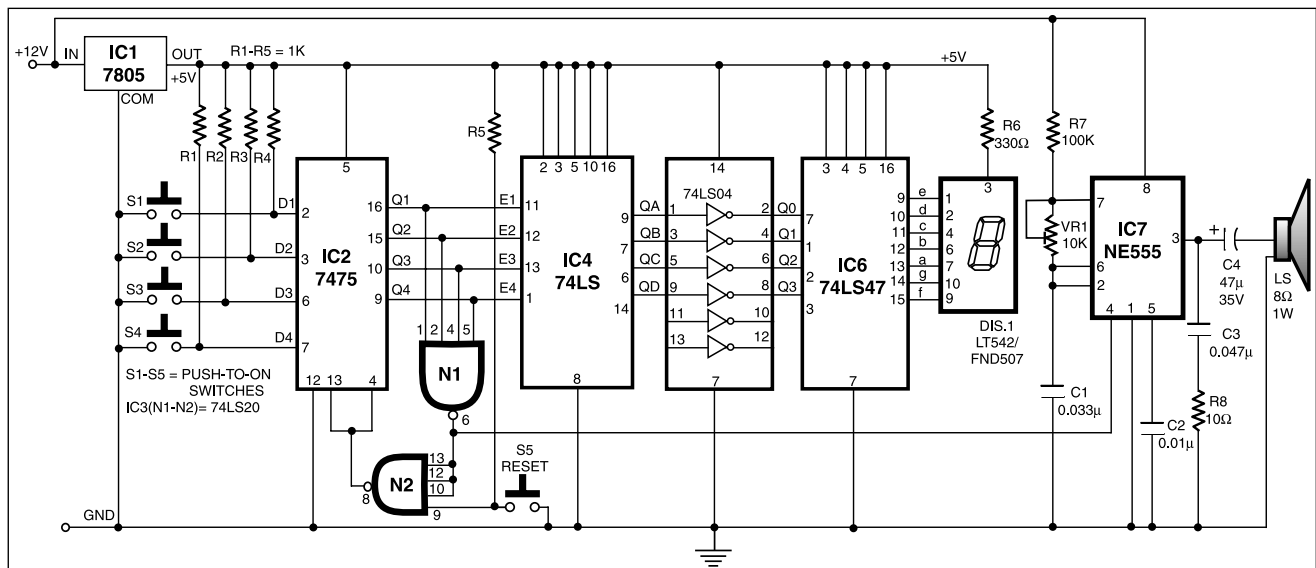 +12V
IN
IC1
7805
OUT
+5V
COM
R1-R5 = 1K
R1
R2
R3
R4
S1
S2
S3
S4
D1
D2
D3
D4
2
3
6
7
5
IC2
7475
16
15
10
9
12
13
4
Q1
Q2
Q3
Q4
S1-S5 = PUSH-TO-ON
SWITCHES
IC3(N1-N2)= 74LS20
1
2
4
5
N1
6
N2
13
12
10
9
8
S5
RESET
R5
E1
E2
E3
E4
11
12
13
1
2
3
5
10
16
IC4
74LS
9
7
6
14
8
QA
QB
QC
QD
14
74LS04
1
2
3
4
5
6
9
8
11
10
13
12
7
Q0
Q1
Q2
Q3
7
1
2
3
3
4
5
16
IC6
74LS47
9
10
11
12
13
14
15
7
e
d
c
b
a
g
f
+5V
R6
330Ω
3
1
2
4
6
7
10
9
DIS.1
LT542/
FND507
R7
100K
VR1
10K
C1
0.033µ
7
6
2
8
IC7
NE555
3
4
1
5
C2
0.01µ
+
C4
47µ
35V
C3
0.047µ
R8
10Ω
LS
8Ω
1W
GND